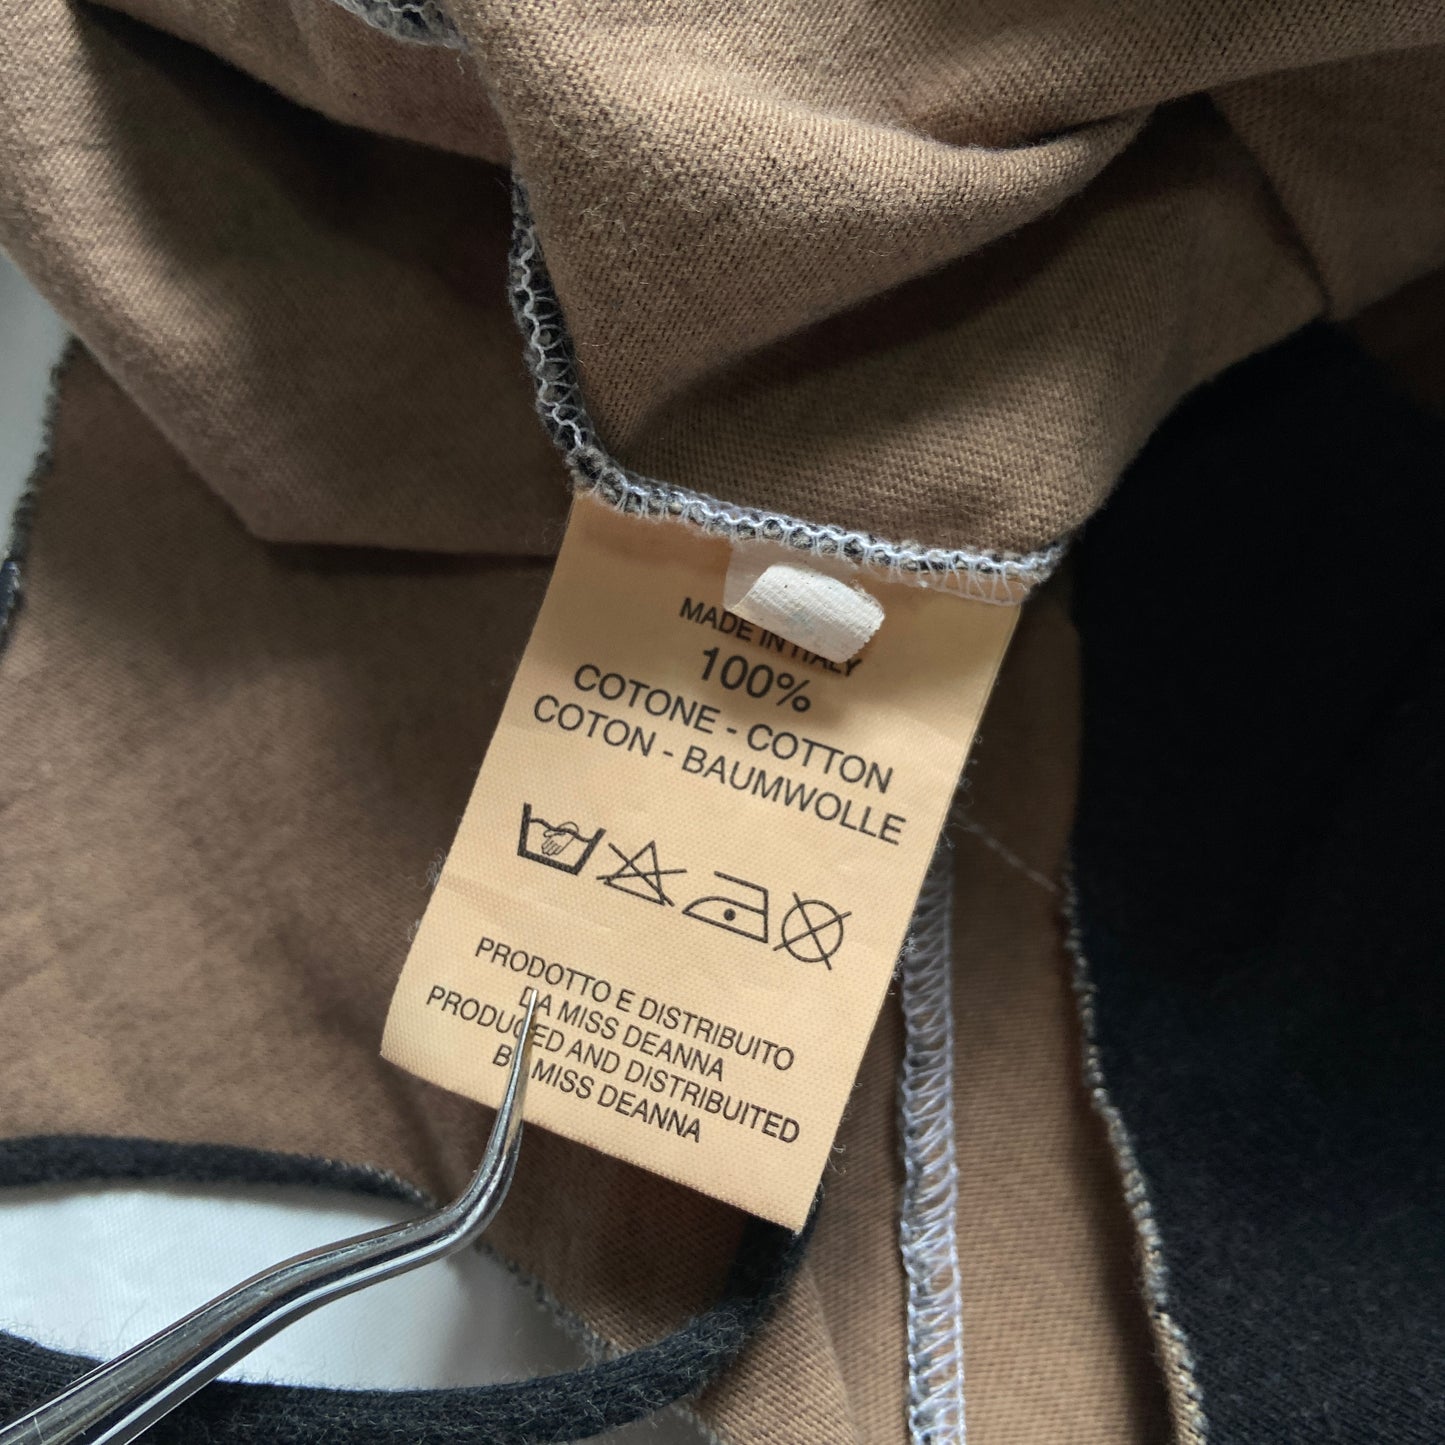 MADE IN ITALY
100%
COTONE - COTTON
COTON - BAUMWOLLE
PRODOTTO E DISTRIBUITO
DA MISS DEANNA
PRODUCED AND DISTRIBUITED
BY MISS DEANNA